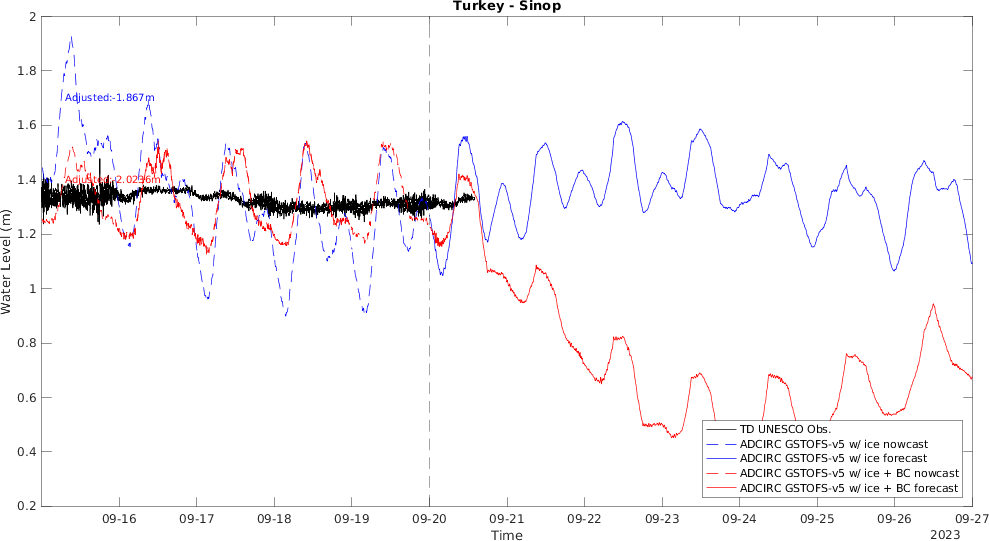 Turkey - Sinop
2
1.8
1.6
1.4
1.2
1
0.8
0.6
0.4
0.2
Water Level (m)
Adjusted:-1.867m
TD UNESCO Obs.
ADCIRC GSTOFS-v5 w/ ice nowcast
ADCIRC GSTOFS-v5 w/ ice forecast
ADCIRC GSTOFS-v5 w/ ice + BC nowcast
ADCIRC GSTOFS-v5 w/ ice + BC forecast
09-16 09-17 09-18 09-19 09-20 09-21 09-22 09-23 09-24 09-25 09-26 09-27
Time
2023